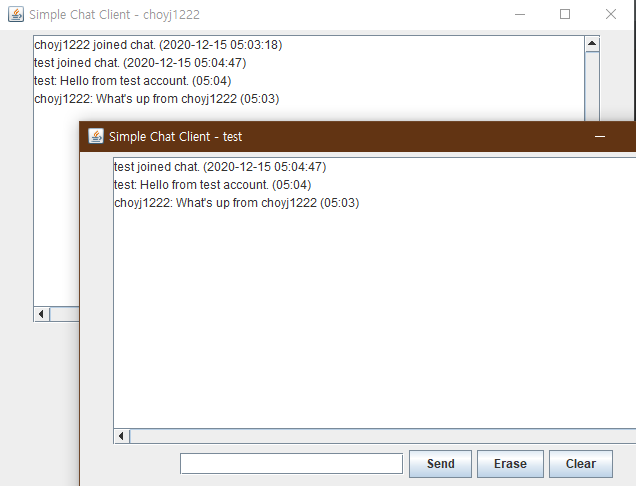 Simple Chat Client - choyj1222
choyj1222 joined chat. (2020-12-15 05:03:18)
test joined chat. (2020-12-15 05:04:47)
test: Hello from test account. (05:04)
choyj1222: What's up from choyj1222 (05:03)
Simple Chat Client - test
test joined chat. (2020-12-15 05:04:47)
test: Hello from test account. (05:04)
choyj1222: What's up from choyj1222 (05:03)
Send Erase Clear